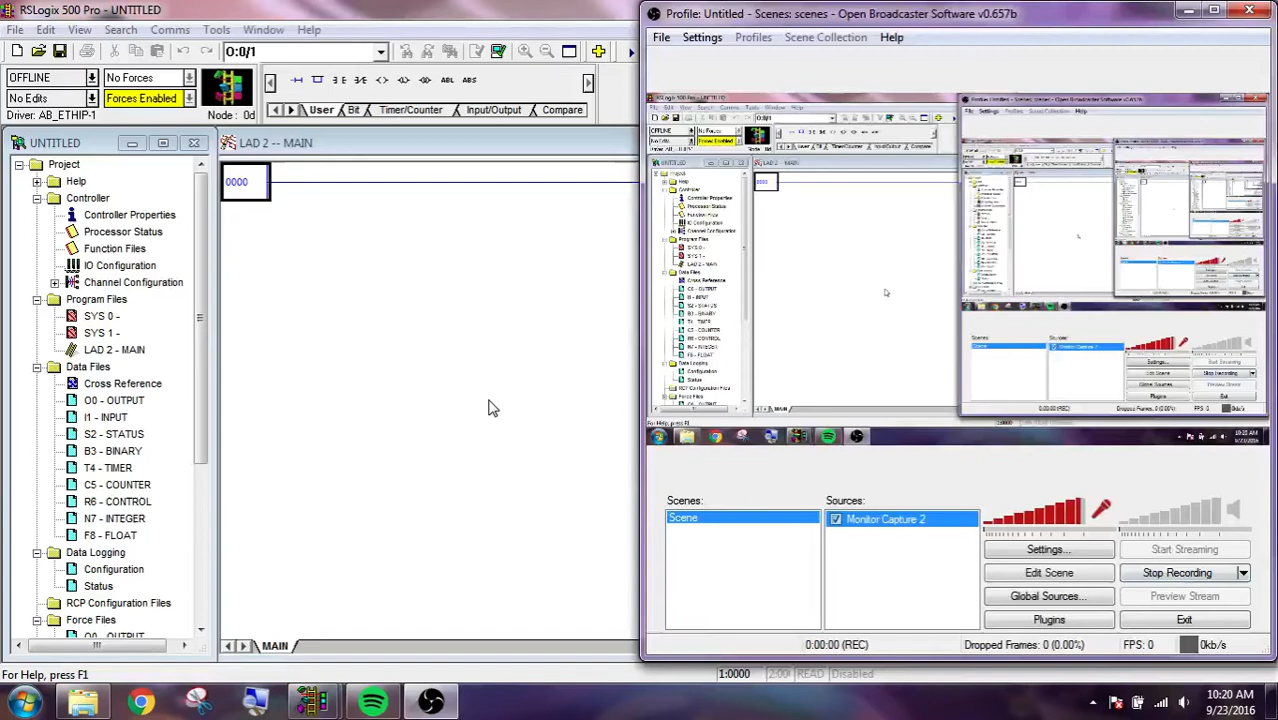 RSLogix 500 Pro - UNTITLED
File Edit View Search Comms Tools Window Help
O:0/1
OFFLINE No Forces
No Edits Forces Enabled
Driver: AB_ETHIP-1 Node: 0d
ABL ABS
User Bit Timer/Counter Input/Output Compare
UNTITLED
Project
Help
Controller
Controller Properties
Processor Status
Function Files
IO Configuration
Channel Configuration
Program Files
SYS 0 -
SYS 1 -
LAD 2 - MAIN
Data Files
Cross Reference
O0 - OUTPUT
I1 - INPUT
S2 - STATUS
B3 - BINARY
T4 - TIMER
C5 - COUNTER
R6 - CONTROL
N7 - INTEGER
F8 - FLOAT
Data Logging
Configuration
Status
RCP Configuration Files
Force Files
O0 - OUTPUT
LAD 2 -- MAIN
0000
MAIN
For Help, press F1
1:0000 READ Disabled
Profile: Untitled - Scenes: scenes - Open Broadcaster Software v0.657b
File Settings Profiles Scene Collection Help
Scenes:
Scene
Sources:
Monitor Capture 2
Settings... Start Streaming
Edit Scene Stop Recording
Global Sources... Preview Stream
Plugins Exit
0:00:00 (REC) Dropped Frames: 0 (0.00%) FPS: 0 0kb/s
10:20 AM
9/23/2016